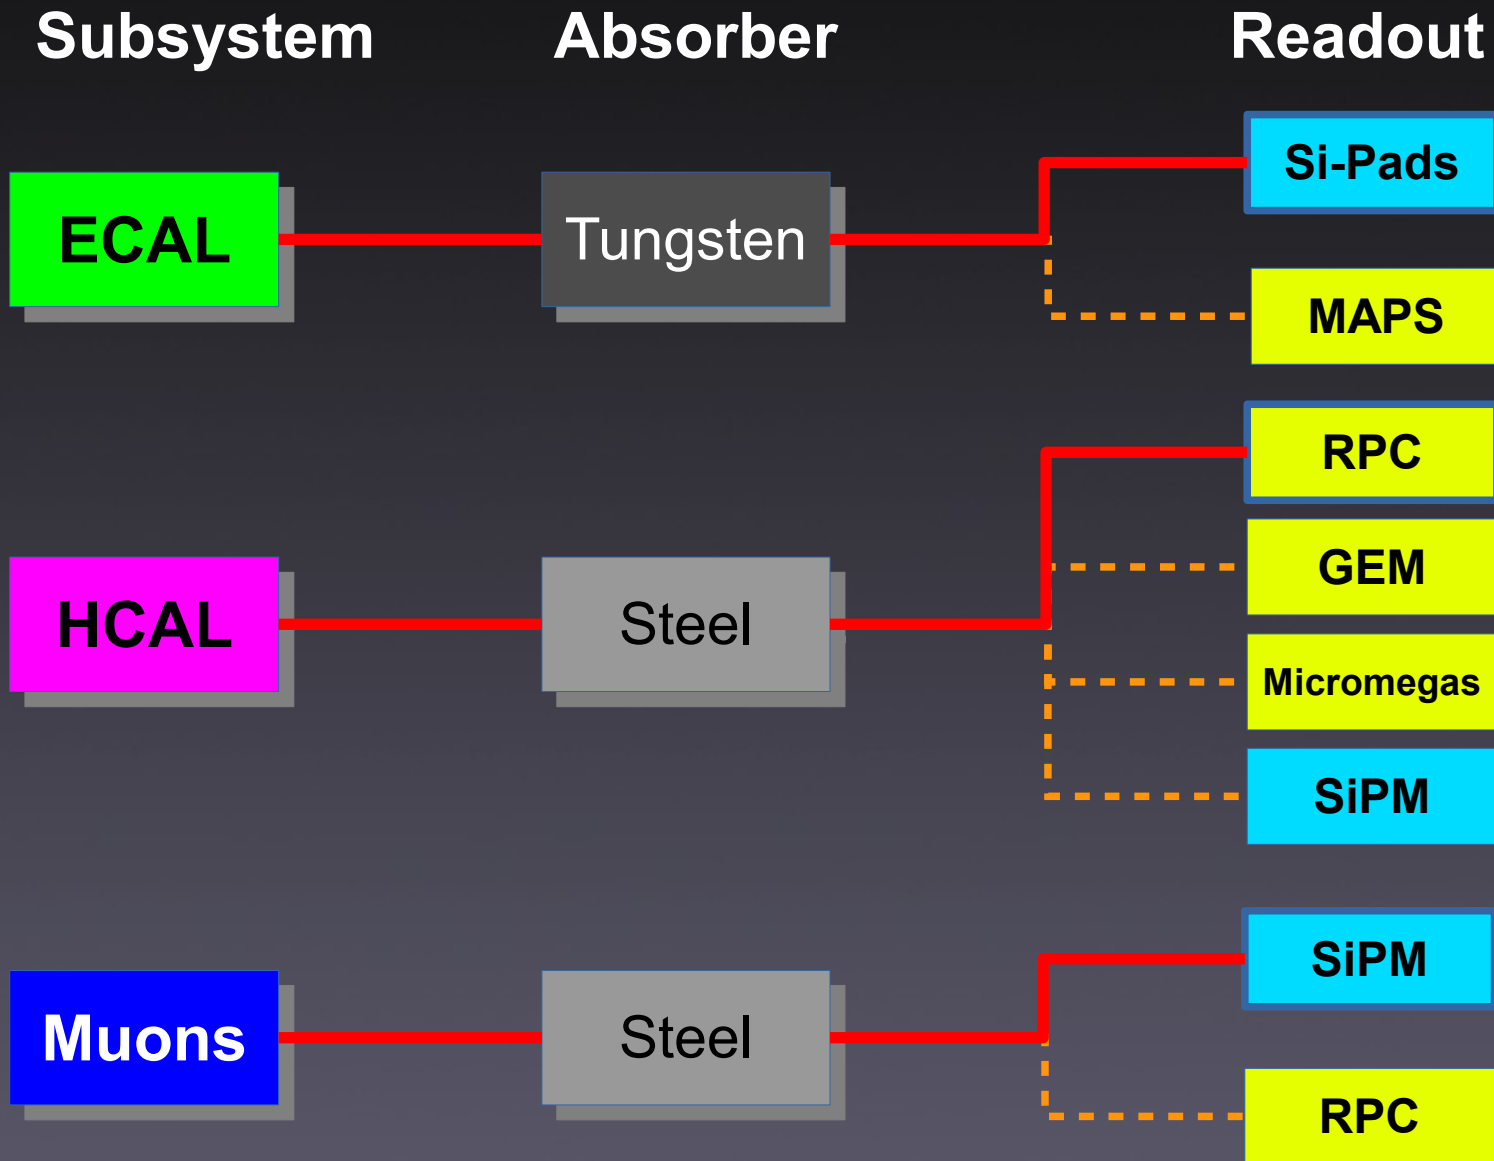 Subsystem Absorber Readout
Si-Pads
ECAL Tungsten
MAPS
RPC
GEM
HCAL Steel
Micromegas
SiPM
SiPM
Muons Steel
RPC